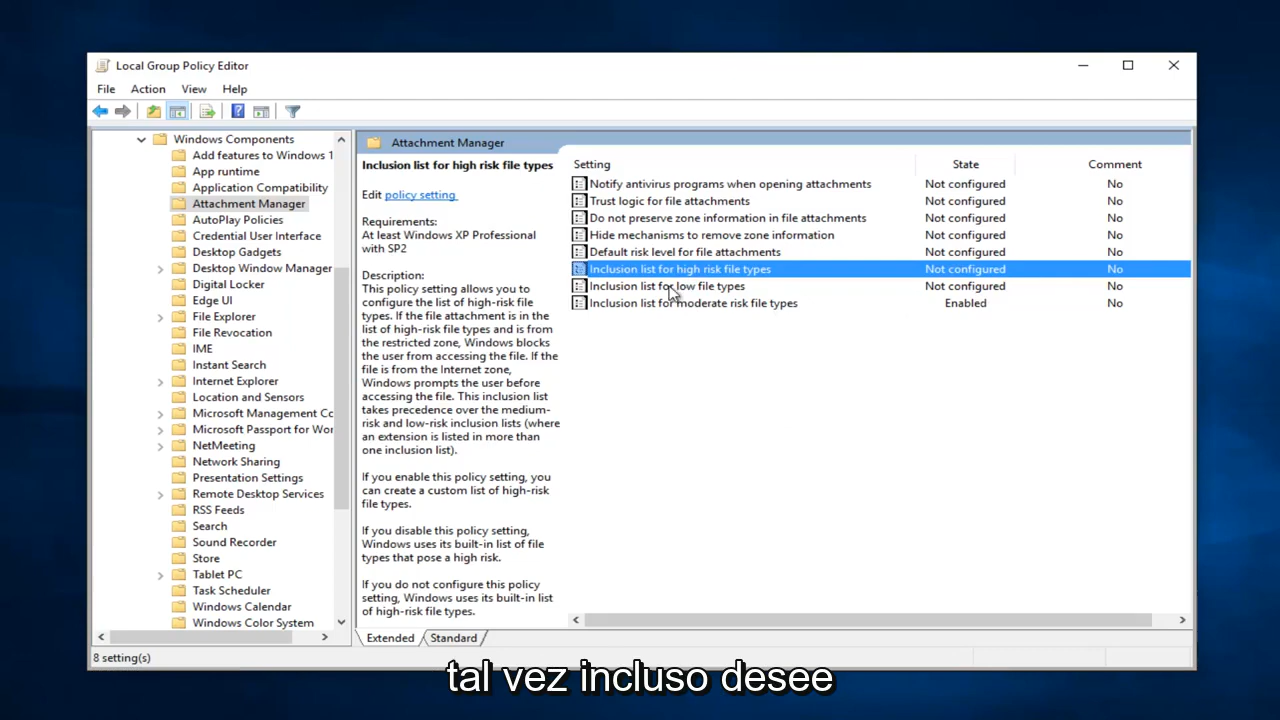 Local Group Policy Editor
File Action View Help
Windows Components
Add features to Windows 1
App runtime
Application Compatibility
Attachment Manager
AutoPlay Policies
Credential User Interface
Desktop Gadgets
Desktop Window Manager
Digital Locker
Edge UI
File Explorer
File Revocation
IME
Instant Search
Internet Explorer
Location and Sensors
Microsoft Management Cc
Microsoft Passport for Wor
NetMeeting
Network Sharing
Presentation Settings
Remote Desktop Services
RSS Feeds
Search
Sound Recorder
Store
Tablet PC
Task Scheduler
Windows Calendar
Windows Color System
Attachment Manager
Inclusion list for high risk file types
Edit policy setting
Requirements:
At least Windows XP Professional
with SP2
Description:
This policy setting allows you to
configure the list of high-risk file
types. If the file attachment is in the
list of high-risk file types and is from
the restricted zone, Windows blocks
the user from accessing the file. If the
file is from the Internet zone,
Windows prompts the user before
accessing the file. This inclusion list
takes precedence over the medium-
risk and low-risk inclusion lists (where
an extension is listed in more than
one inclusion list).
If you enable this policy setting, you
can create a custom list of high-risk
file types.
If you disable this policy setting,
Windows uses its built-in list of file
types that pose a high risk.
If you do not configure this policy
setting, Windows uses its built-in list
of high-risk file types.
Setting State Comment
Notify antivirus programs when opening attachments Not configured No
Trust logic for file attachments Not configured No
Do not preserve zone information in file attachments Not configured No
Hide mechanisms to remove zone information Not configured No
Default risk level for file attachments Not configured No
Inclusion list for high risk file types Not configured No
Inclusion list for low file types Not configured No
Inclusion list for moderate risk file types Enabled No
Extended Standard
8 setting(s)
tal vez incluso desee